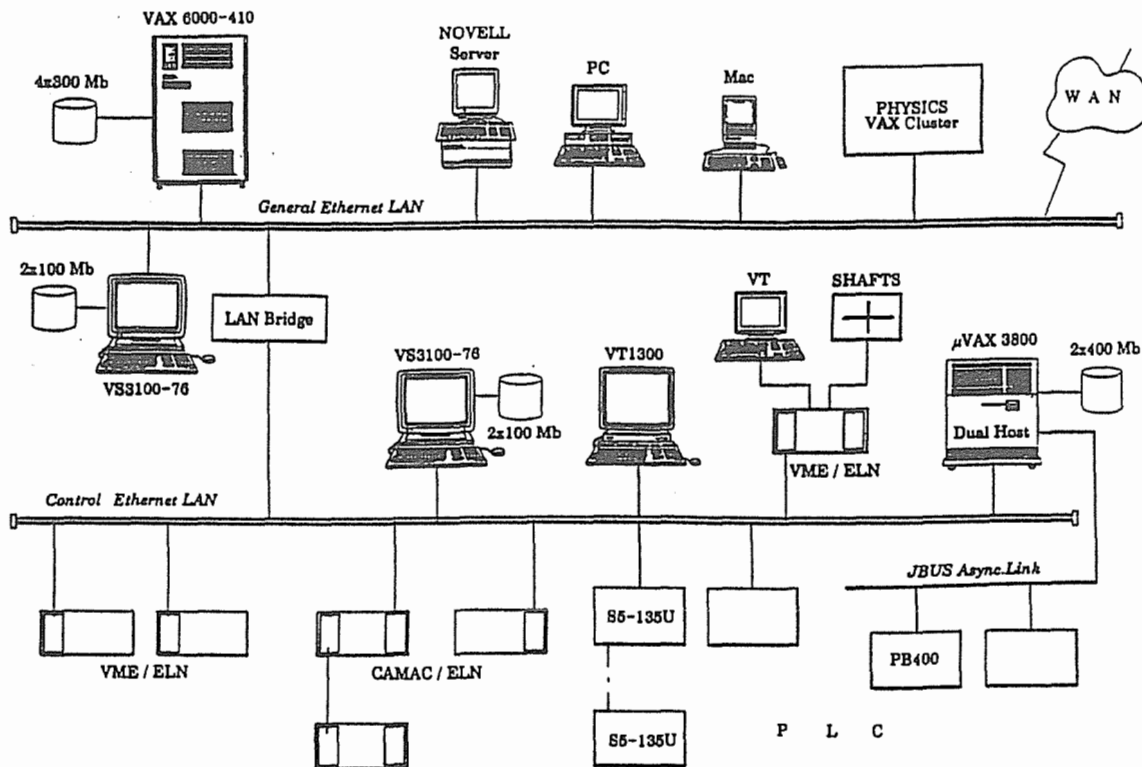 VAX 6000-410
4x300 Mb
NOVELL
Server
PC
Mac
PHYSICS
VAX Cluster
W A N
General Ethernet LAN
2x100 Mb
VS3100-76
LAN Bridge
VS3100-76
2x100 Mb
VT1300
VT
SHAFTS
VME / ELN
μVAX 3800
2x400 Mb
Dual Host
Control Ethernet LAN
JBUS Async.Link
VME / ELN
CAMAC / ELN
S5-135U
S5-135U
PB400
P L C